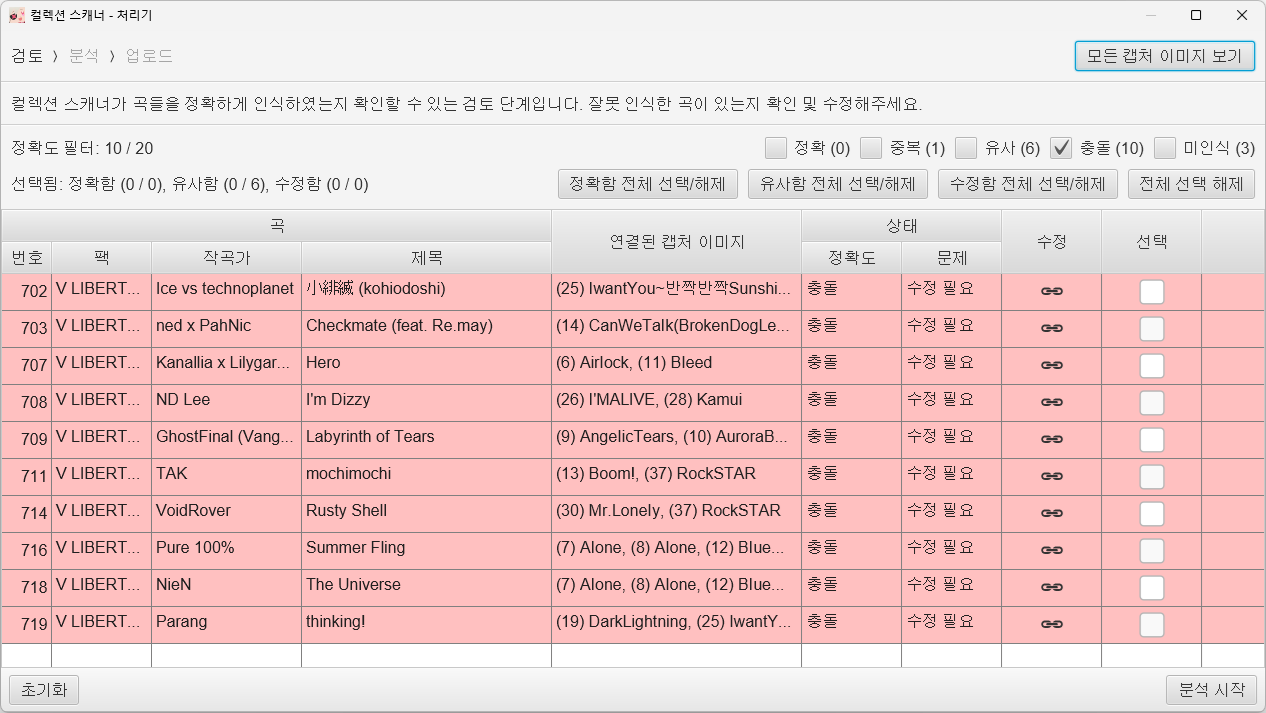 컬렉션 스캐너 - 처리기
검토 〉 분석 〉 업로드
모든 캡처 이미지 보기
컬렉션 스캐너가 곡들을 정확하게 인식하였는지 확인할 수 있는 검토 단계입니다. 잘못 인식한 곡이 있는지 확인 및 수정해주세요.
정확도 필터: 10 / 20 정확 (0) 중복 (1) 유사 (6) 충돌 (10) 미인식 (3)
선택됨: 정확함 (0 / 0), 유사함 (0 / 6), 수정함 (0 / 0) 정확함 전체 선택/해제 유사함 전체 선택/해제 수정함 전체 선택/해제 전체 선택 해제
곡 연결된 캡처 이미지 상태 수정 선택
번호 팩 작곡가 제목 정확도 문제
702 V LIBERT... Ice vs technoplanet (kohiodoshi) (25) IwantYou~반짝반짝Sunshi... 충돌 수정 필요
703 V LIBERT... ned x PahNic Checkmate (feat. Re.may) (14) CanWeTalk(BrokenDogLe... 충돌 수정 필요
707 V LIBERT... Kanallia x Lilygar... Hero (6) Airlock, (11) Bleed 충돌 수정 필요
708 V LIBERT... ND Lee I'm Dizzy (26) I'MALIVE, (28) Kamui 충돌 수정 필요
709 V LIBERT... GhostFinal (Vang... Labyrinth of Tears (9) AngelicTears, (10) AuroraB... 충돌 수정 필요
711 V LIBERT... TAK mochimochi (13) Boom!, (37) RockSTAR 충돌 수정 필요
714 V LIBERT... VoidRover Rusty Shell (30) Mr.Lonely, (37) RockSTAR 충돌 수정 필요
716 V LIBERT... Pure 100% Summer Fling (7) Alone, (8) Alone, (12) Blue... 충돌 수정 필요
718 V LIBERT... NieN The Universe (7) Alone, (8) Alone, (12) Blue... 충돌 수정 필요
719 V LIBERT... Parang thinking! (19) DarkLightning, (25) IwantY... 충돌 수정 필요
초기화 분석 시작